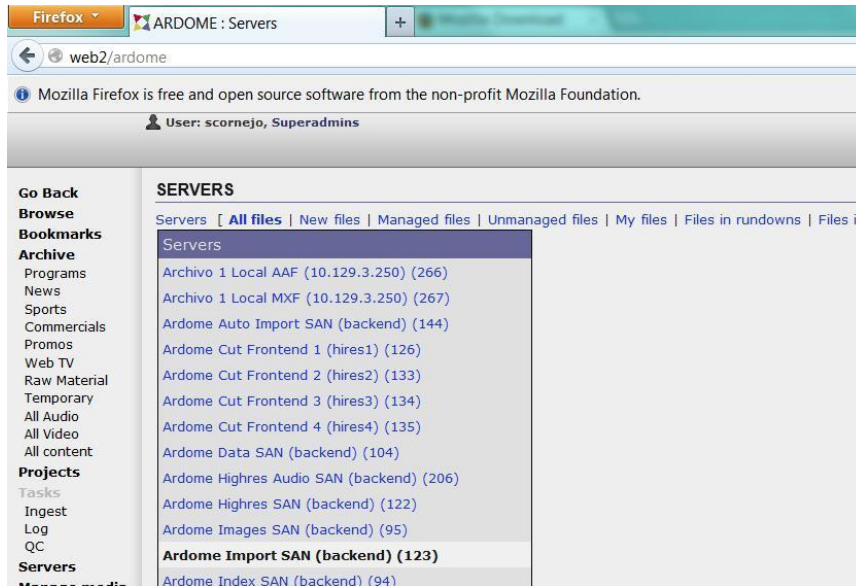 Firefox
ARDOME : Servers
+
Mozilla Download
web2/ardome
Mozilla Firefox is free and open source software from the non-profit Mozilla Foundation.
User: scornejo, Superadmins
Go Back
Browse
Bookmarks
Archive
Programs
News
Sports
Commercials
Promos
Web TV
Raw Material
Temporary
All Audio
All Video
All content
Projects
Tasks
Ingest
Log
QC
Servers
Manage media
SERVERS
Servers [ All files | New files | Managed files | Unmanaged files | My files | Files in rundowns | Files
Servers
Archivo 1 Local AAF (10.129.3.250) (266)
Archivo 1 Local MXF (10.129.3.250) (267)
Ardome Auto Import SAN (backend) (144)
Ardome Cut Frontend 1 (hires1) (126)
Ardome Cut Frontend 2 (hires2) (133)
Ardome Cut Frontend 3 (hires3) (134)
Ardome Cut Frontend 4 (hires4) (135)
Ardome Data SAN (backend) (104)
Ardome Highres Audio SAN (backend) (206)
Ardome Highres SAN (backend) (122)
Ardome Images SAN (backend) (95)
Ardome Import SAN (backend) (123)
Ardome Index SAN (backend) (94)